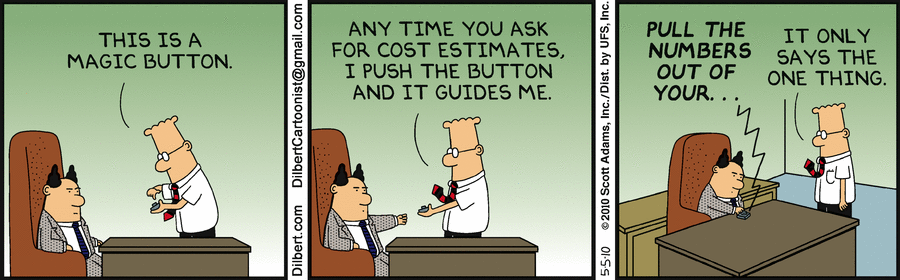 THIS IS A
MAGIC BUTTON.
Dilbert.com DilbertCartoonist@gmail.com
ANY TIME YOU ASK
FOR COST ESTIMATES,
I PUSH THE BUTTON
AND IT GUIDES ME.
5-5-10 © 2010 Scott Adams, Inc./Dist. by UFS, Inc.
PULL THE
NUMBERS
OUT OF
YOUR...
IT ONLY
SAYS THE
ONE THING.